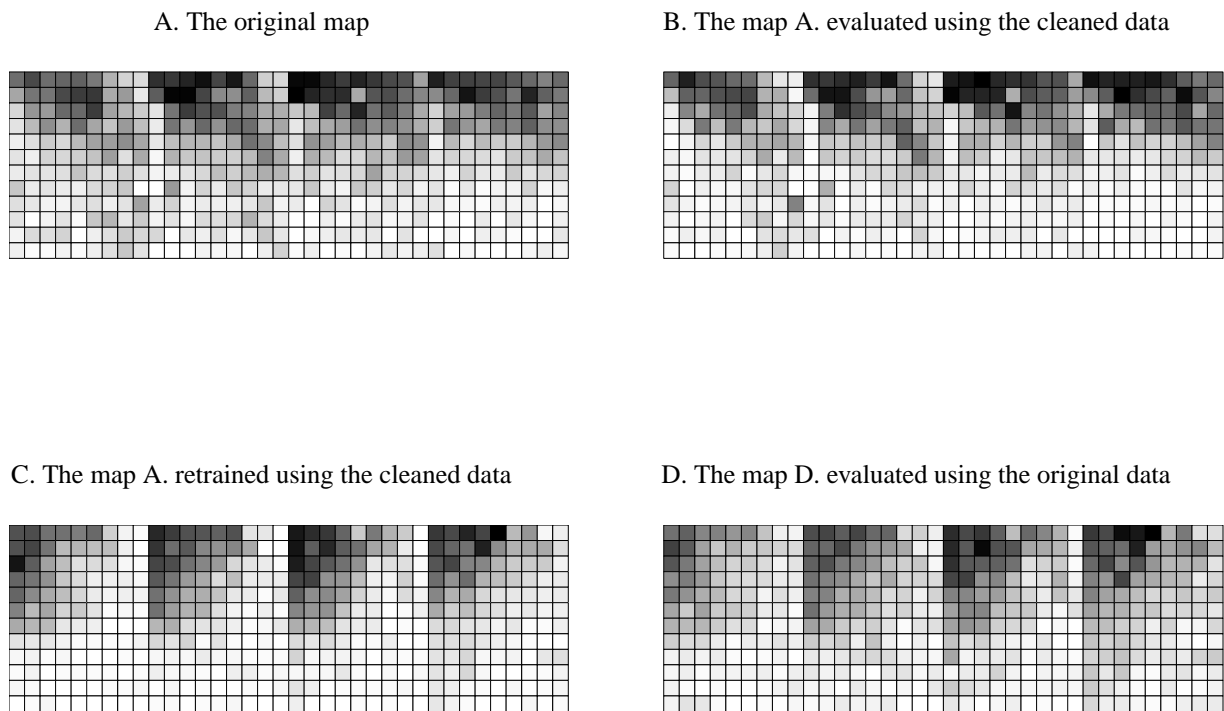 A. The original map
B. The map A. evaluated using the cleaned data
C. The map A. retrained using the cleaned data
D. The map D. evaluated using the original data